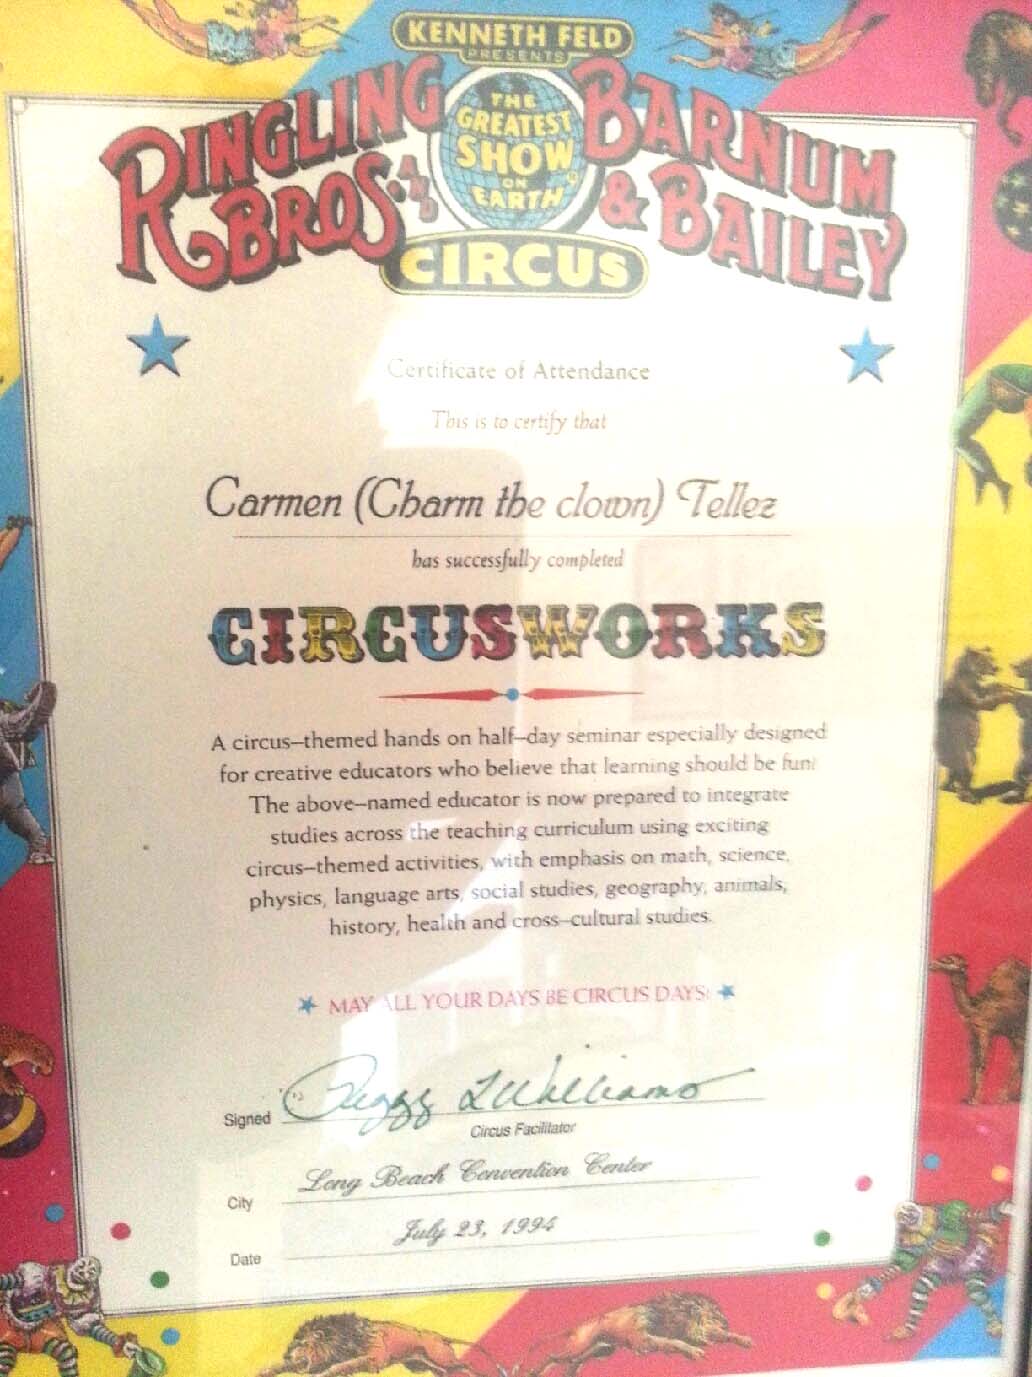 KENNETH FELD
PRESENTS
RINGLING BROS. AND
THE
GREATEST
SHOW
ON
EARTH
BARNUM & BAILEY
CIRCUS
Certificate of Attendance
This is to certify that
Carmen (Charm the clown) Tellez
has successfully completed
CIRCUSWORKS
A circus-themed hands on half-day seminar especially designed
for creative educators who believe that learning should be fun!
The above-named educator is now prepared to integrate
studies across the teaching curriculum using exciting
circus-themed activities, with emphasis on math, science,
physics, language arts, social studies, geography, animals,
history, health and cross-cultural studies.
MAY ALL YOUR DAYS BE CIRCUS DAYS!
Signed Peggy L Williams
Circus Facilitator
City Long Beach Convention Center
Date July 23, 1994